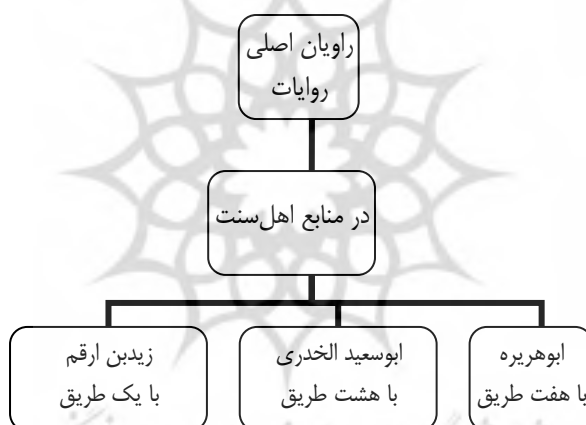 راویان اصلی
روایات
در منابع اهل‌سنت
ابوهریره
با هفت طریق
ابوسعید الخدری
با هشت طریق
زیدبن ارقم
با یک طریق